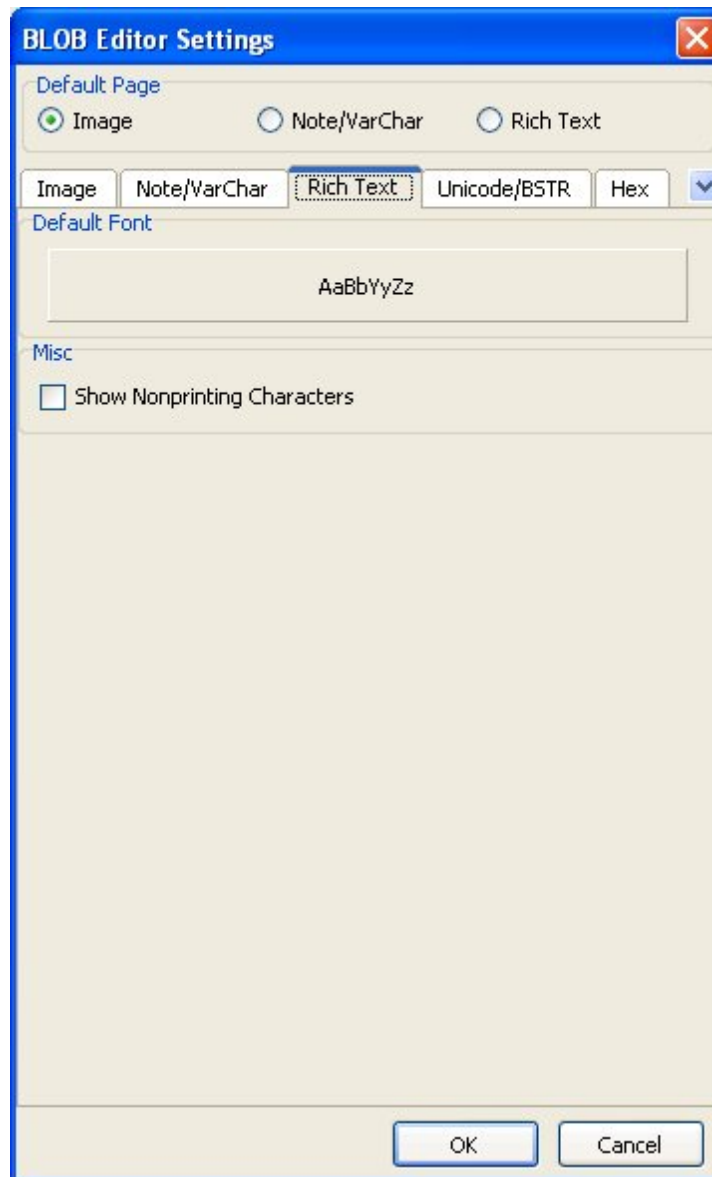 BLOB Editor Settings
Default Page
Image Note/VarChar Rich Text
Image Note/VarChar Rich Text Unicode/BSTR Hex
Default Font
AaBbYyZz
Misc
Show Nonprinting Characters
OK Cancel